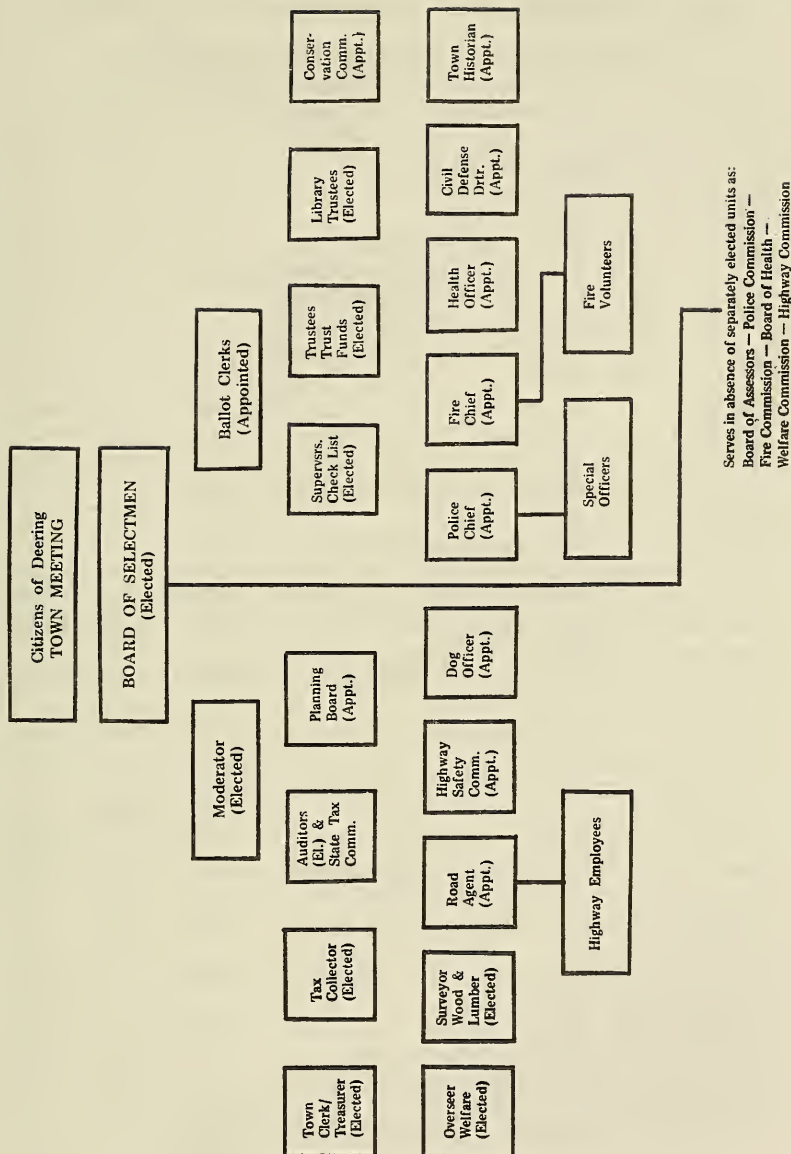 Citizens of Deering
TOWN MEETING
BOARD OF SELECTMEN
(Elected)
Moderator
(Elected)
Ballot Clerks
(Appointed)
Town
Clerk/
Treasurer
(Elected)
Tax
Collector
(Elected)
Auditors
(El.) &
State Tax
Comm.
Planning
Board
(Appt.)
Supervsrs.
Check List
(Elected)
Trustees
Trust
Funds
(Elected)
Library
Trustees
(Elected)
Conser-
vation
Comm.
(Appt.)
Overseer
Welfare
(Elected)
Surveyor
Wood &
Lumber
(Elected)
Road
Agent
(Appt.)
Highway
Safety
Comm.
(Appt.)
Dog
Officer
(Appt.)
Police
Chief
(Appt.)
Fire
Chief
(Appt.)
Health
Officer
(Appt.)
Civil
Defense
Drtr.
(Appt.)
Town
Historian
(Appt.)
Highway Employees
Special
Officers
Fire
Volunteers
Serves in absence of separately elected units as:
Board of Assessors — Police Commission —
Fire Commission — Board of Health —
Welfare Commission — Highway Commission